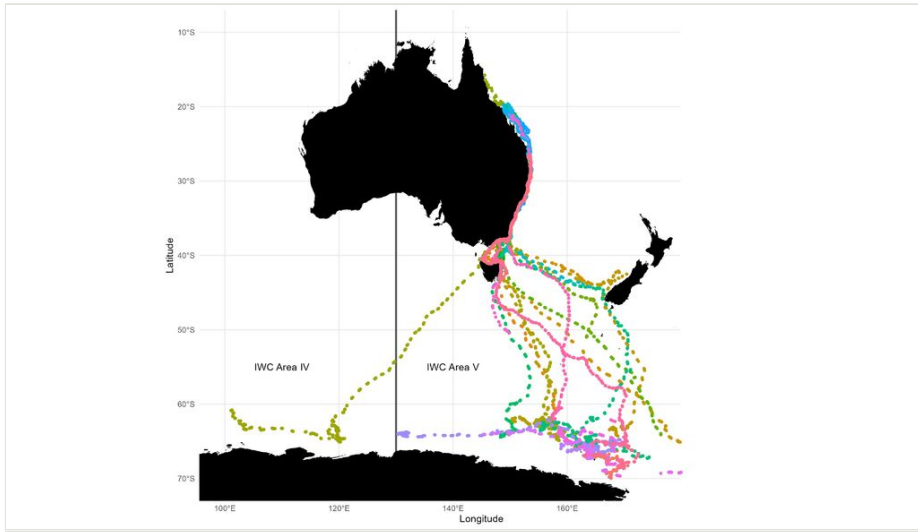 10°S
20°S
30°S
40°S
50°S
60°S
70°S
Latitude
IWC Area IV
IWC Area V
100°E
120°E
140°E
160°E
Longitude